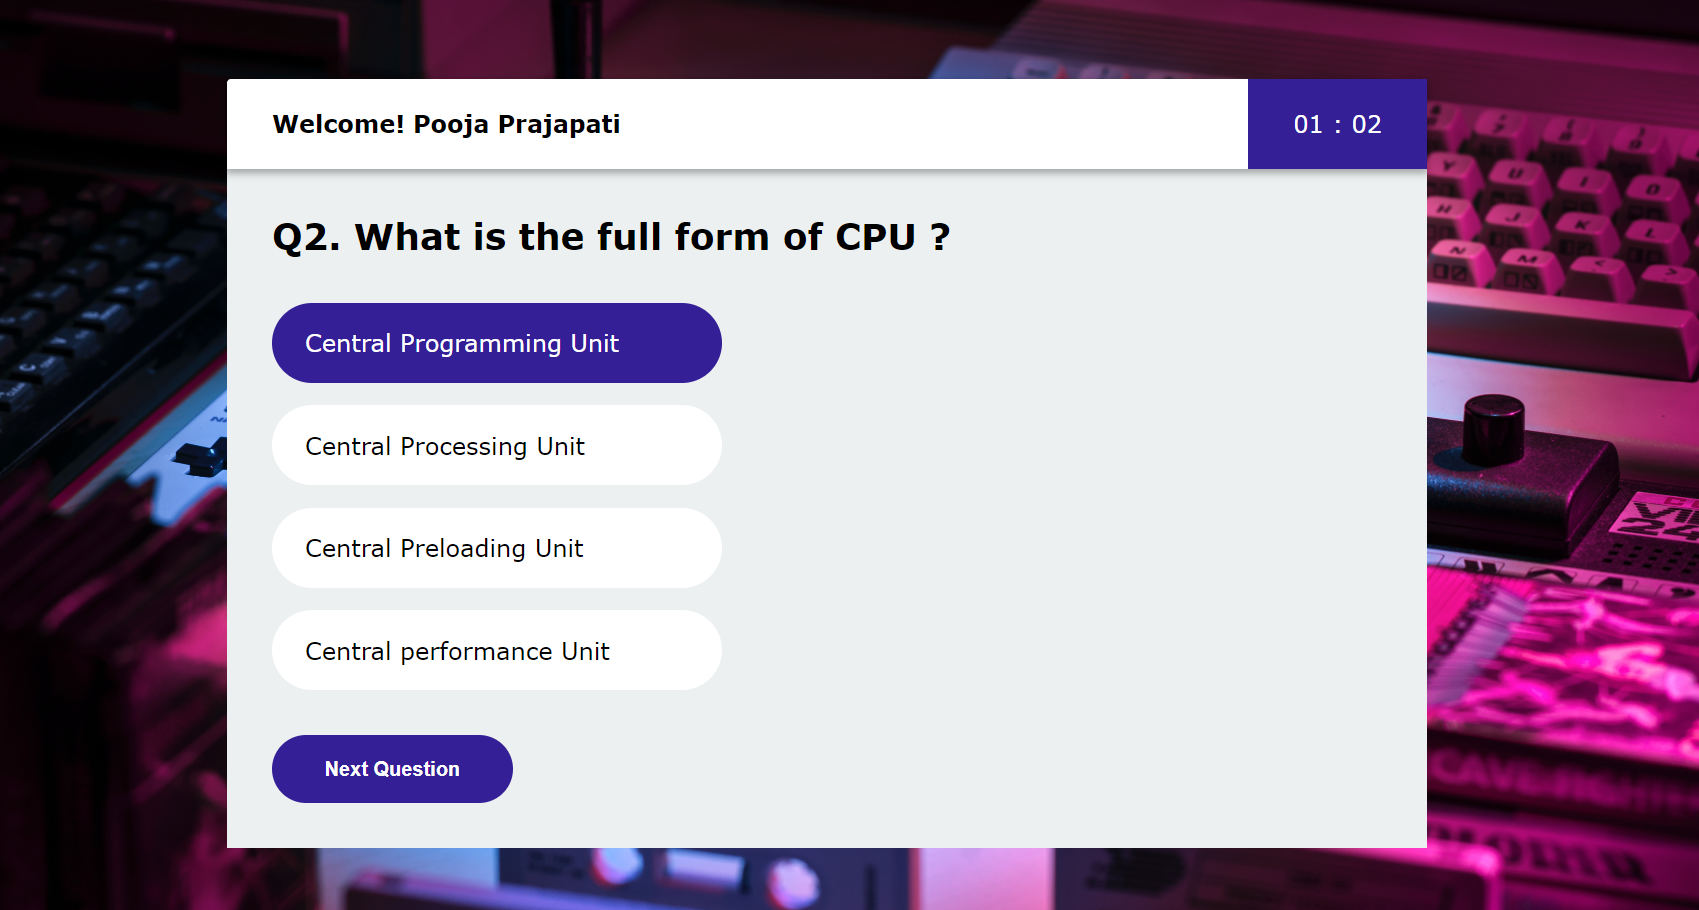 Welcome! Pooja Prajapati
01 : 02
Q2. What is the full form of CPU ?
Central Programming Unit
Central Processing Unit
Central Preloading Unit
Central performance Unit
Next Question